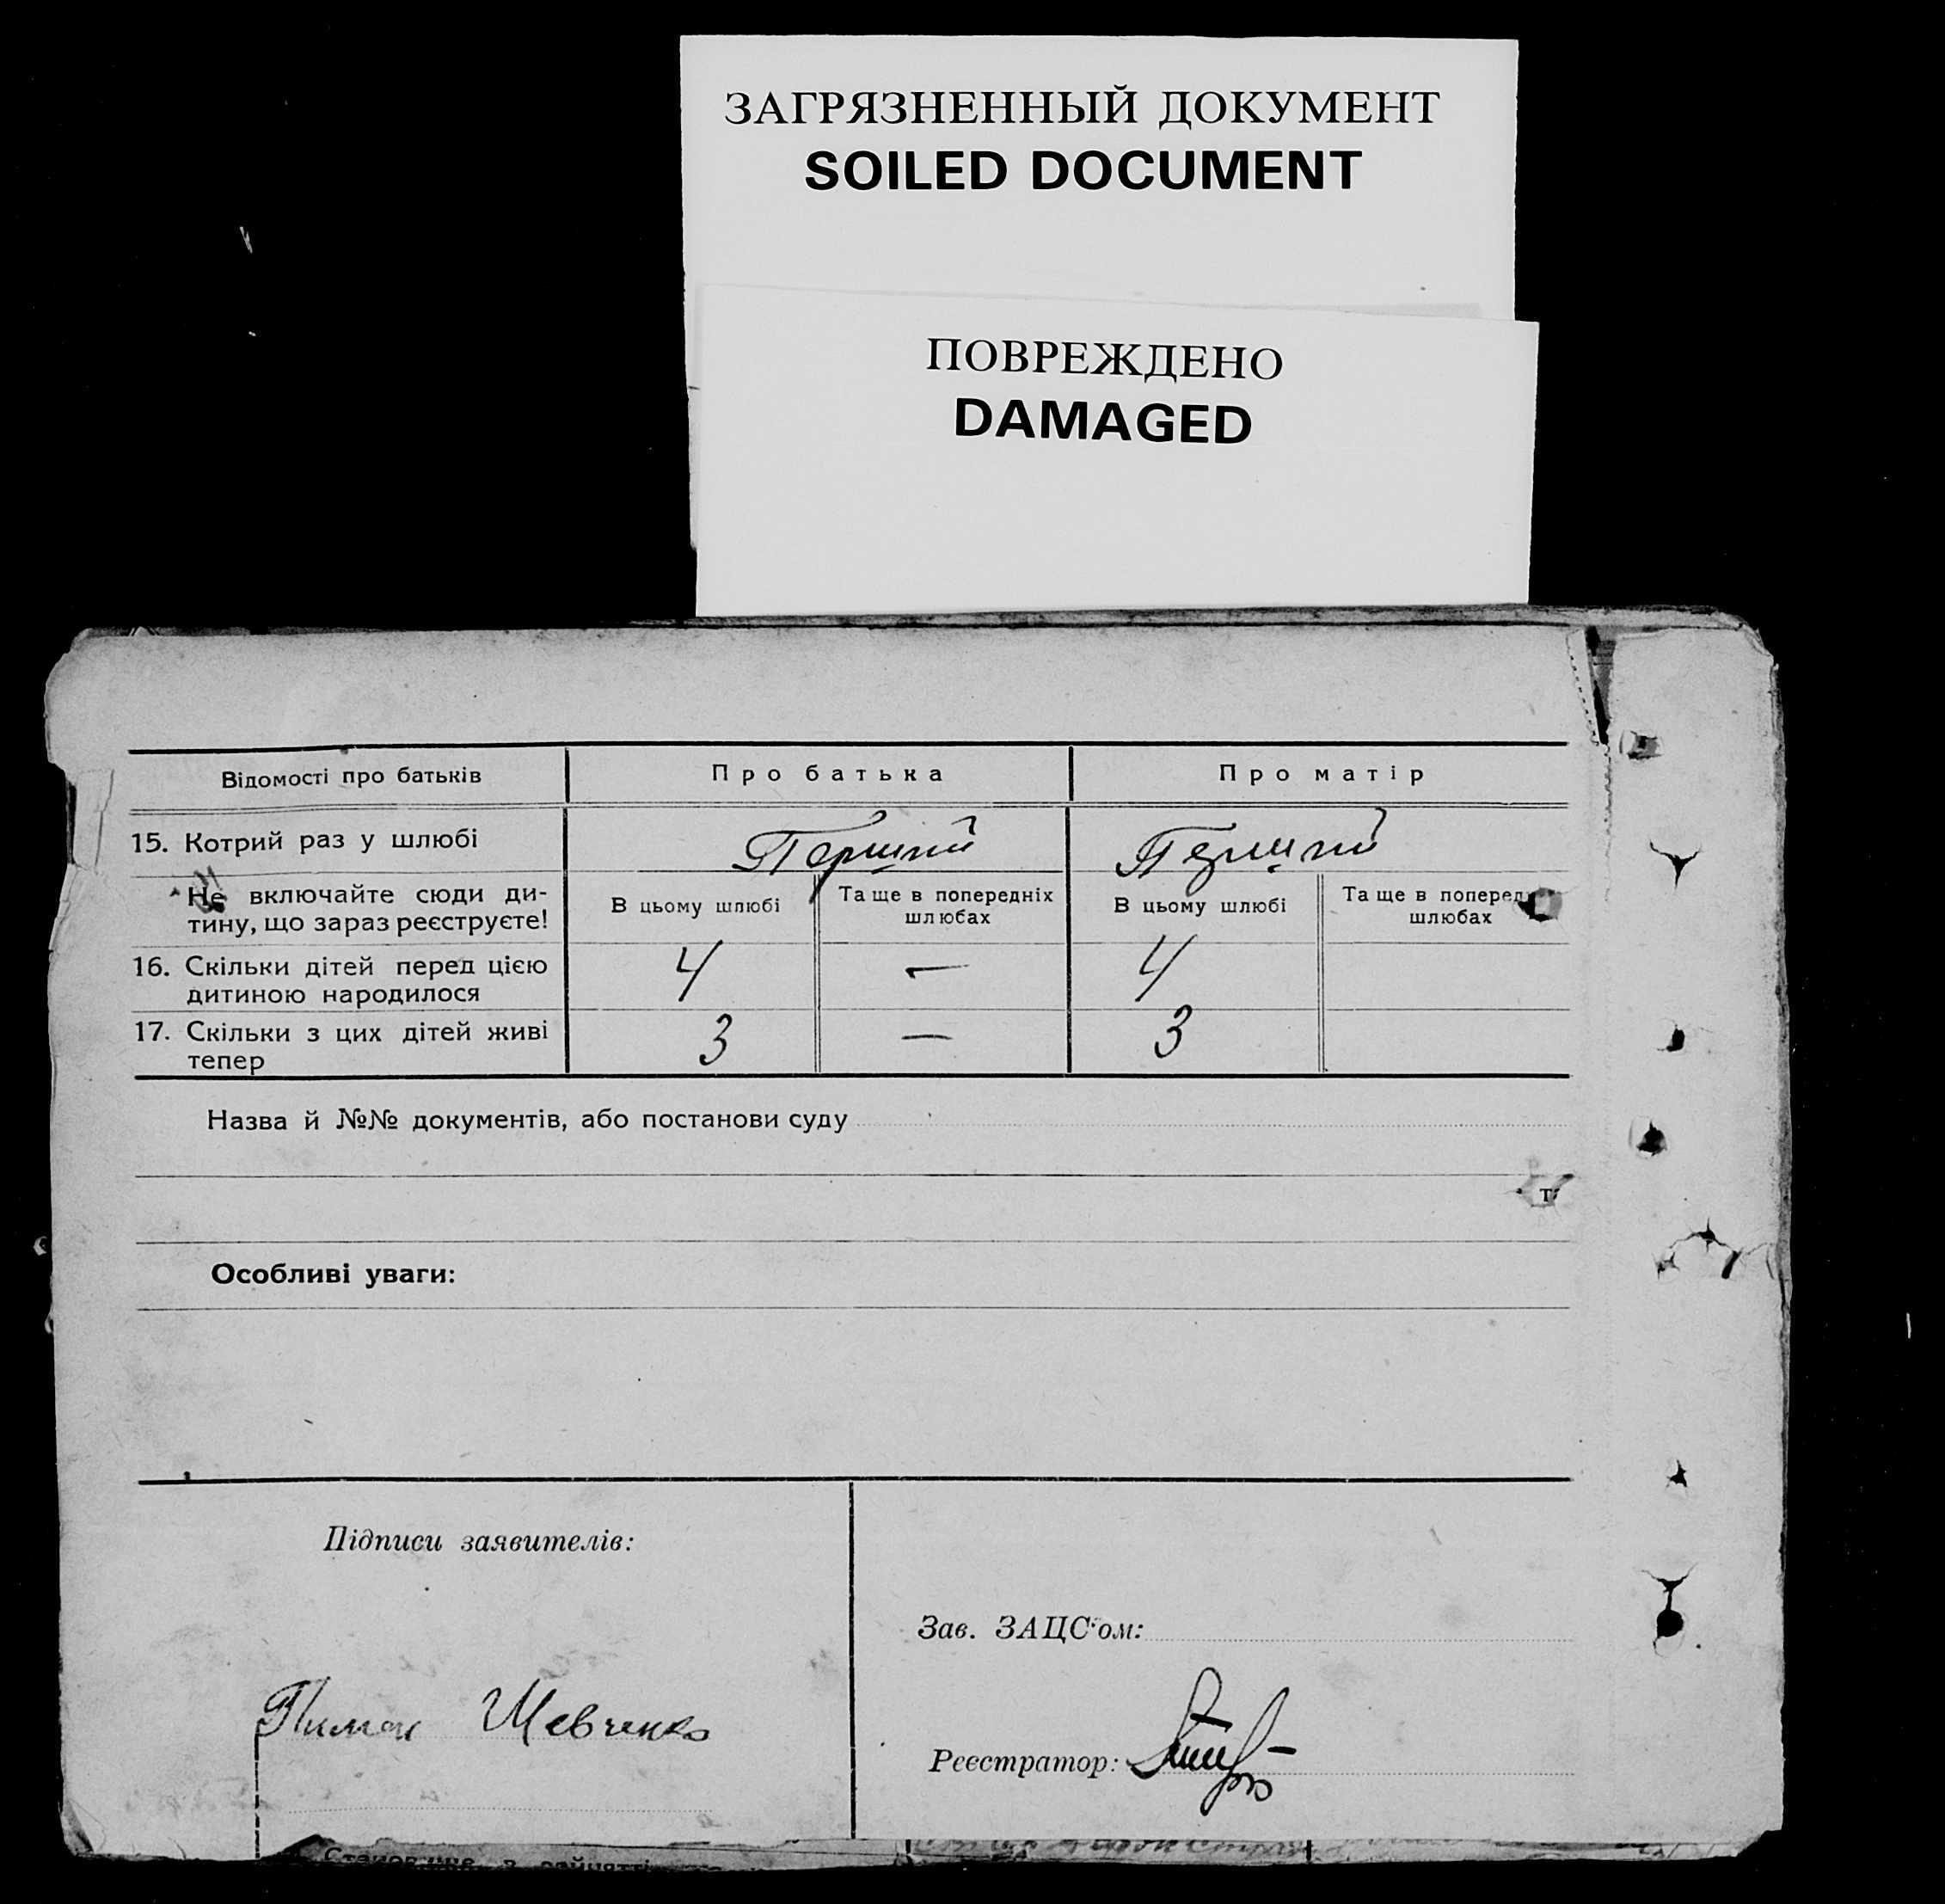 ЗАГРЯЗНЕННЫЙ ДОКУМЕНТ
SOILED DOCUMENT
ПОВРЕЖДЕНО
DAMAGED
Відомості про батьків Про батька Про матір
15. Котрий раз у шлюбі Перший Перший
Не включайте сюди ди-
тину, що зараз реєструєте!
В цьому шлюбі Та ще в попередніх
шлюбах
В цьому шлюбі Та ще в поперед
шлюбах
16. Скільки дітей перед цією
дитиною народилося 4 — 4
17. Скільки з цих дітей живі
тепер 3 — 3
Назва й №№ документів, або постанови суду
Особливі уваги:
Підписи заявителів:
Зав. ЗАЦС'ом:
Шевченко
Реєстратор: